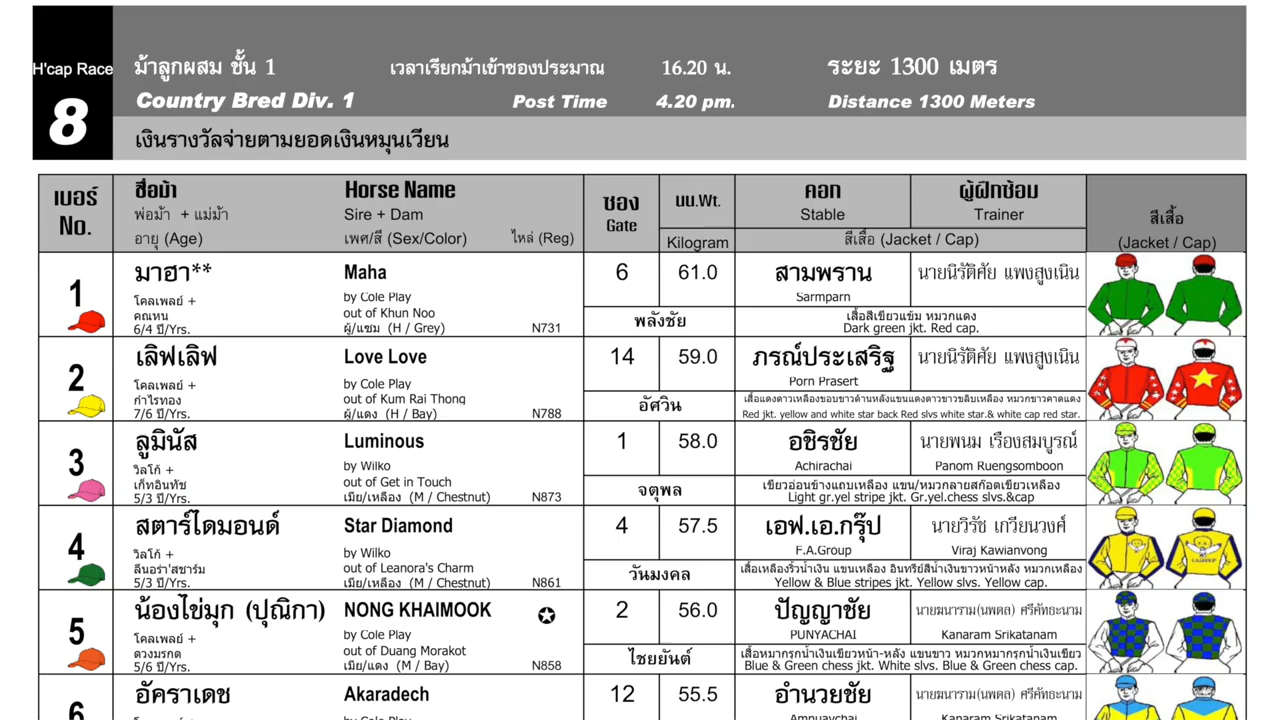 H'cap Race
8
ม้าลูกผสม ชั้น 1 เวลาเรียกม้าเข้าซองประมาณ 16.20 น. ระยะ 1300 เมตร
Country Bred Div. 1 Post Time 4.20 pm. Distance 1300 Meters
เงินรางวัลจ่ายตามยอดเงินหมุนเวียน
เบอร์ ชื่อม้า Horse Name ซอง นน.Wt. คอก ผู้ฝึกซ้อม สีเสื้อ
No. พ่อม้า + แม่ม้า Sire + Dam Gate Stable Trainer
อายุ (Age) เพศ/สี (Sex/Color) ไหล่ (Reg) Kilogram สีเสื้อ (Jacket / Cap) (Jacket / Cap)
1 มาฮา** Maha 6 61.0 สามพราน นายนิรัติศัย แพงสูงเนิน
โคลเพลย์ + by Cole Play Sarmparn
คุณหนู out of Khun Noo พลังชัย เสื้อสีเขียวแก่ม หมวกแดง
6/4 ปี/Yrs. ผู้/แซม (H / Grey) N731 Dark green jkt. Red cap.
2 เลิฟเลิฟ Love Love 14 59.0 ภรณ์ประเสริฐ นายนิรัติศัย แพงสูงเนิน
โคลเพลย์ + by Cole Play Porn Prasert
กำไรทอง out of Kum Rai Thong อัศวิน เสื้อแดงดาวเหลืองขอบขาวด้านหลังแขนแดงดาวขาวขลิบเหลือง หมวกขาวคาดแดง
7/6 ปี/Yrs. ผู้/แดง (H / Bay) N788 Red jkt. yellow and white star back Red slvs white star.& white cap red star.
3 ลูมินัส Luminous 1 58.0 อชิรชัย นายพนม เรืองสมบูรณ์
วิลโก้ + by Wilko Achirachai Panom Ruengsomboon
เก็ทอินทัช out of Get in Touch จตุพล เขียวอ่อนข้างแถบเหลือง แขน/หมวกลายสก๊อตเขียวเหลือง
5/3 ปี/Yrs. เมีย/เหลือง (M / Chestnut) N873 Light gr.yel stripe jkt. Gr.yel.chess slvs.&cap
4 สตาร์ไดมอนด์ Star Diamond 4 57.5 เอฟ.เอ.กรุ๊ป นายวิรัช เกวียนวงศ์
วิลโก้ + by Wilko F.A.Group Viraj Kawianvong
ลีนอร่า'สชาร์ม out of Leanora's Charm วันมงคล เสื้อเหลืองริ้วน้ำเงิน แขนเหลือง อินทรีย์สีน้ำเงินขาวหน้าหลัง หมวกเหลือง
5/3 ปี/Yrs. เมีย/เหลือง (M / Chestnut) N861 Yellow & Blue stripes jkt. Yellow slvs. Yellow cap.
5 น้องไข่มุก (ปุณิกา) NONG KHAIMOOK 2 56.0 ปัญญาชัย นายฆนาราม(นพดล) ศรีคัทธะนาม
โคลเพลย์ + by Cole Play PUNYACHAI Kanaram Srikatanam
ดวงมรกต out of Duang Morakot ไชยยันต์ เสื้อหมากรุกน้ำเงินเขียวหน้า-หลัง แขนขาว หมวกหมากรุกน้ำเงินเขียว
5/6 ปี/Yrs. เมีย/แดง (M / Bay) N858 Blue & Green chess jkt. White slvs. Blue & Green chess cap.
6 อัคราเดช Akaradech 12 55.5 อำนวยชัย นายฆนาราม(นพดล) ศรีคัทธะนาม
โคลเพลย์ + by Cole Play Amnuaychai Kanaram Srikatanam